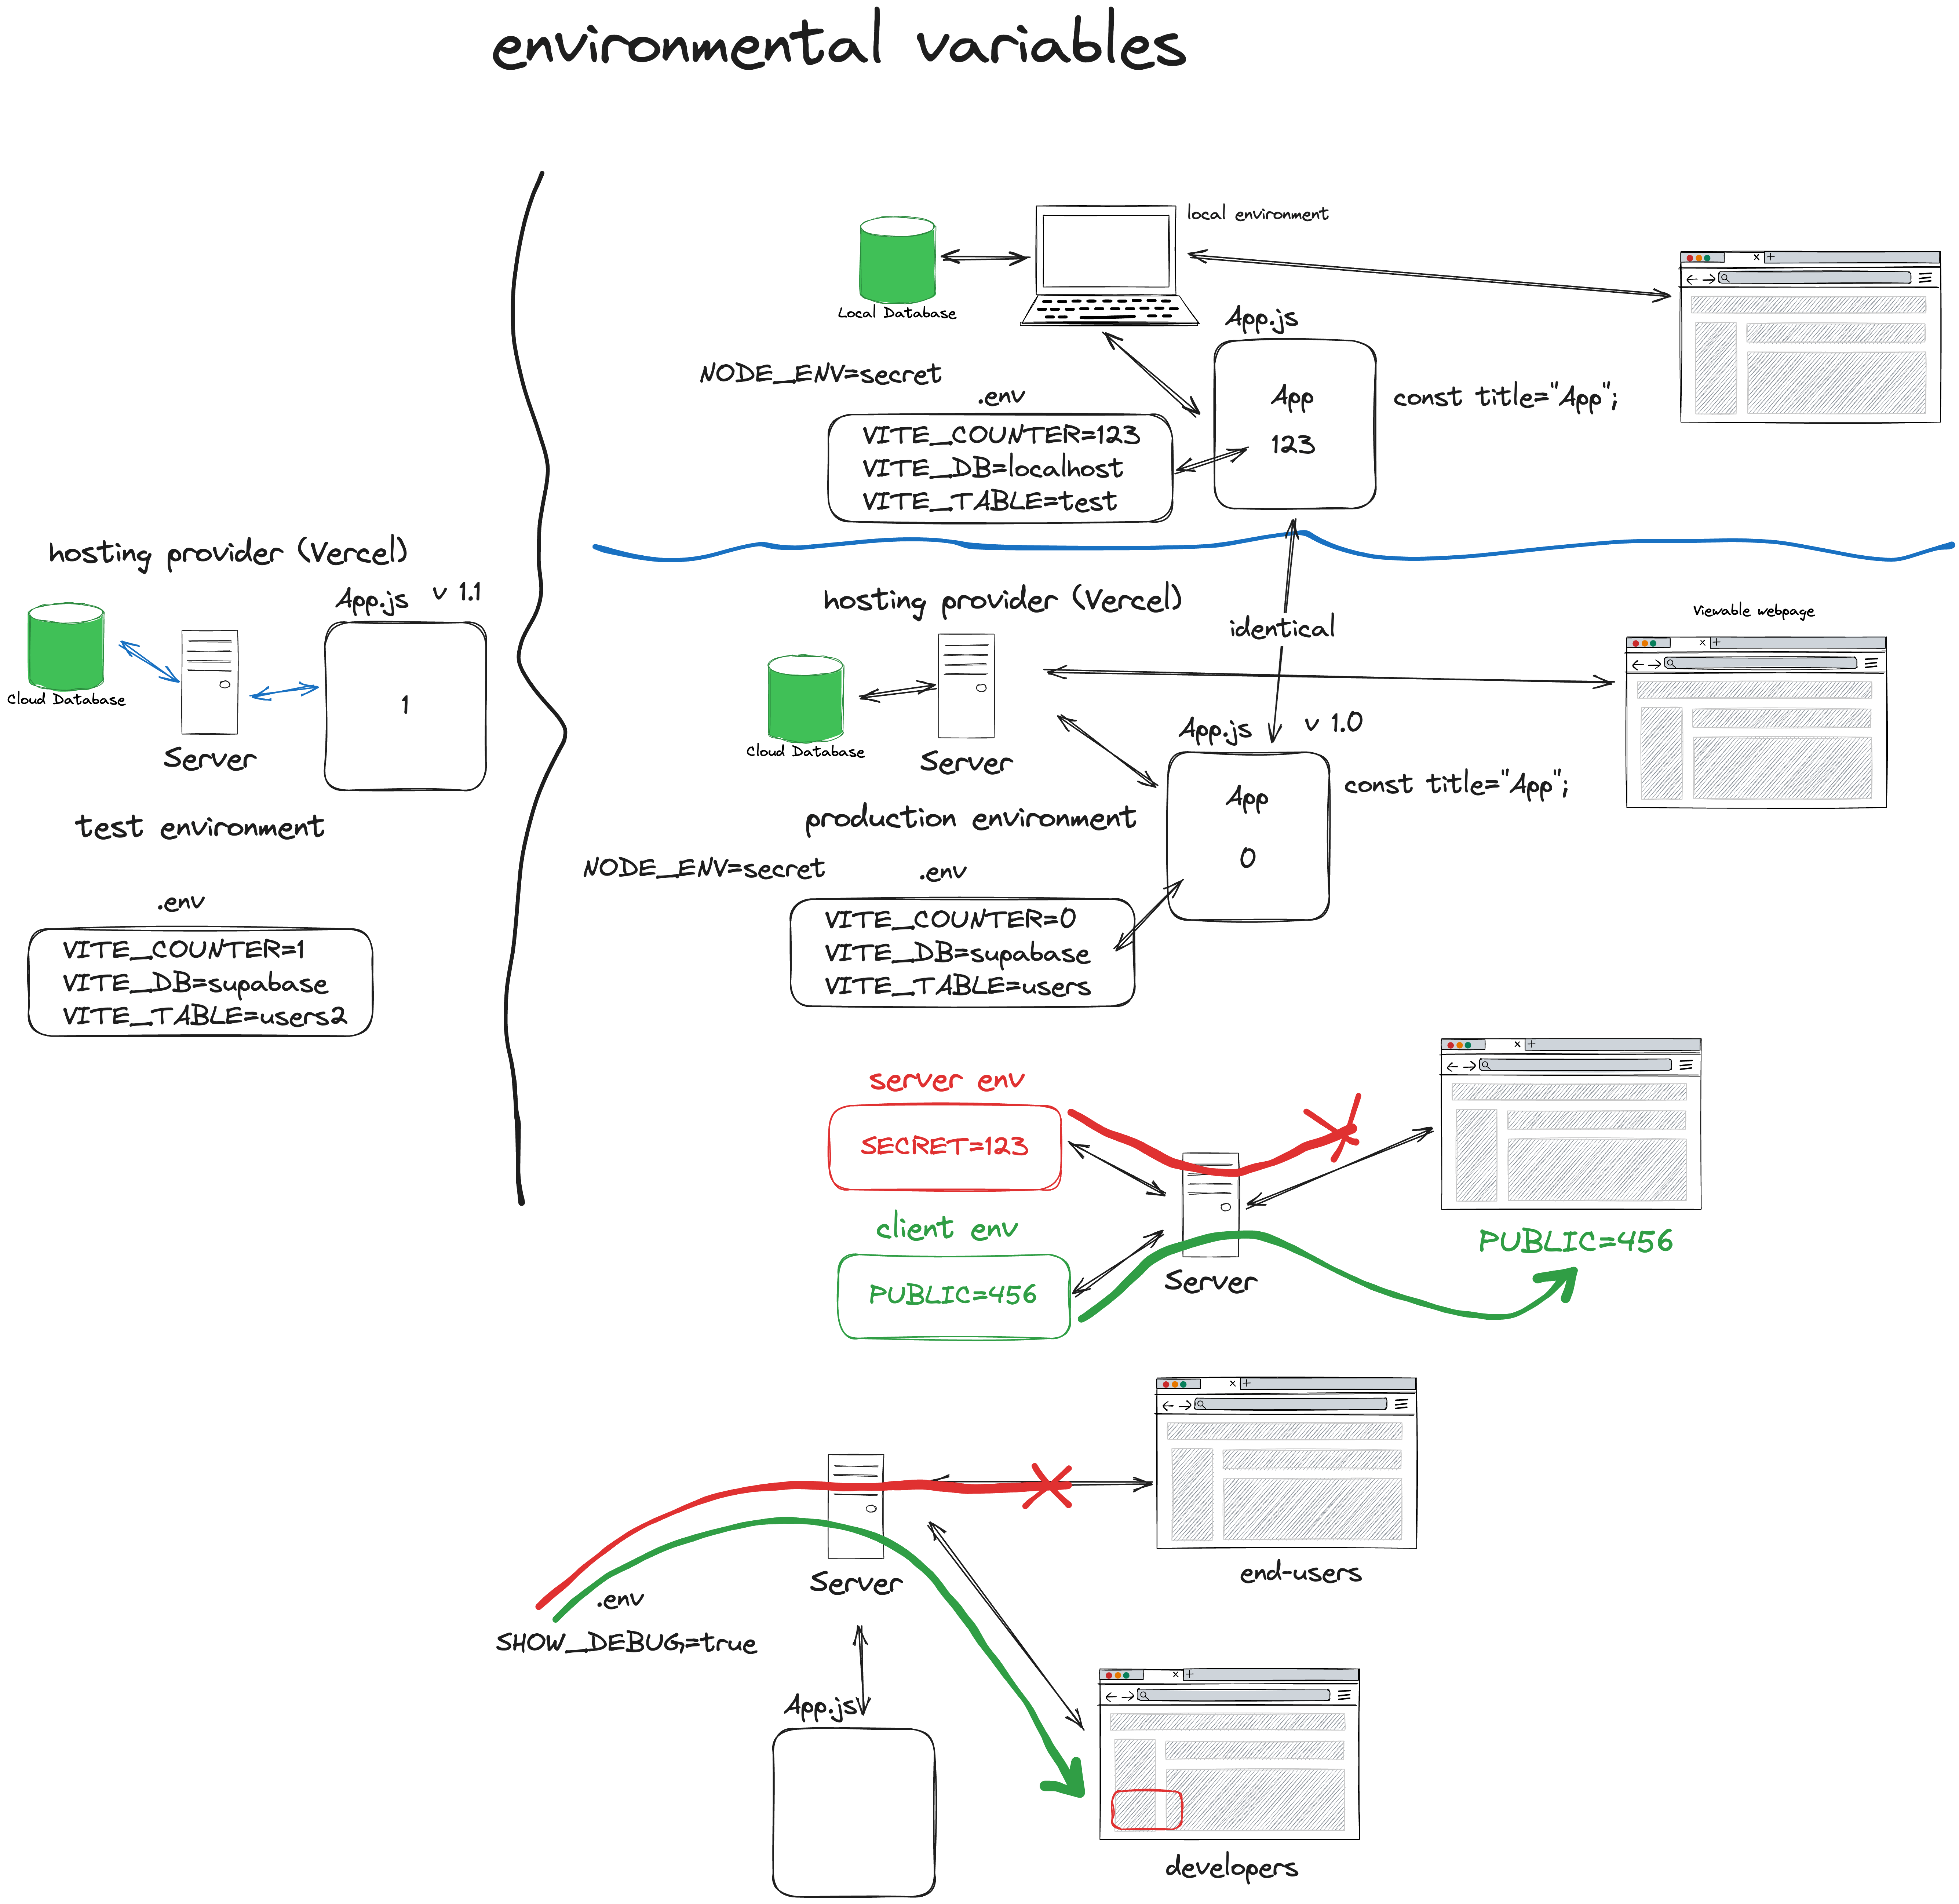 environmental variables
local environment
Local Database
App.js
NODE_ENV=secret
.env
VITE_COUNTER=123
VITE_DB=localhost
VITE_TABLE=test
App
123
const title="App";
hosting provider (Vercel)
App.js
v 1.1
1
Cloud Database
Server
test environment
.env
VITE_COUNTER=1
VITE_DB=supabase
VITE_TABLE=users2
hosting provider (Vercel)
identical
Viewable webpage
Cloud Database
Server
App.js
v 1.0
App
0
const title="App";
production environment
NODE_ENV=secret
.env
VITE_COUNTER=0
VITE_DB=supabase
VITE_TABLE=users
server env
SECRET=123
client env
PUBLIC=456
Server
PUBLIC=456
end-users
Server
.env
SHOW_DEBUG=true
App.js
developers